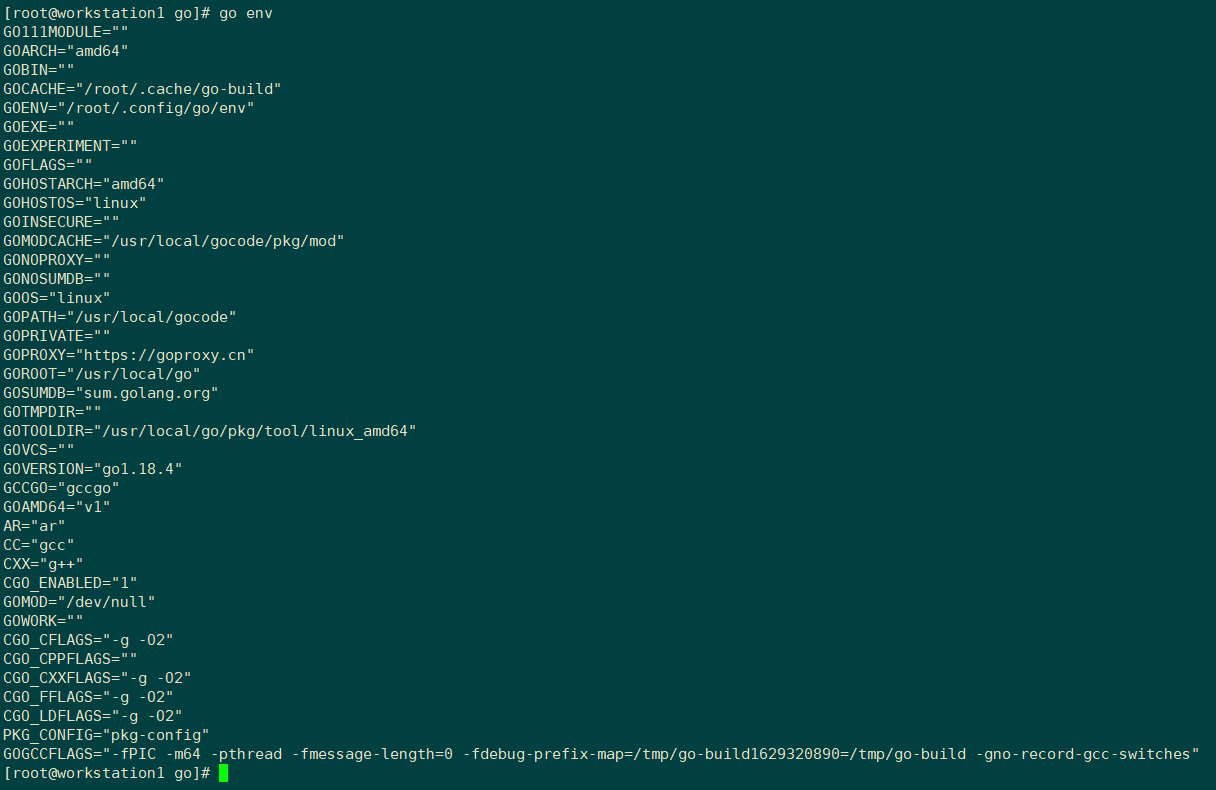 [root@workstation1 go]# go env
GO111MODULE=""
GOARCH="amd64"
GOBIN=""
GOCACHE="/root/.cache/go-build"
GOENV="/root/.config/go/env"
GOEXE=""
GOEXPERIMENT=""
GOFLAGS=""
GOHOSTARCH="amd64"
GOHOSTOS="linux"
GOINSECURE=""
GOMODCACHE="/usr/local/gocode/pkg/mod"
GONOPROXY=""
GONOSUMDB=""
GOOS="linux"
GOPATH="/usr/local/gocode"
GOPRIVATE=""
GOPROXY="https://goproxy.cn"
GOROOT="/usr/local/go"
GOSUMDB="sum.golang.org"
GOTMPDIR=""
GOTOOLDIR="/usr/local/go/pkg/tool/linux_amd64"
GOVCS=""
GOVERSION="go1.18.4"
GCCGO="gccgo"
GOAMD64="v1"
AR="ar"
CC="gcc"
CXX="g++"
CGO_ENABLED="1"
GOMOD="/dev/null"
GOWORK=""
CGO_CFLAGS="-g -O2"
CGO_CPPFLAGS=""
CGO_CXXFLAGS="-g -O2"
CGO_FFLAGS="-g -O2"
CGO_LDFLAGS="-g -O2"
PKG_CONFIG="pkg-config"
GOGCCFLAGS="-fPIC -m64 -pthread -fmessage-length=0 -fdebug-prefix-map=/tmp/go-build1629320890=/tmp/go-build -gno-record-gcc-switches"
[root@workstation1 go]#